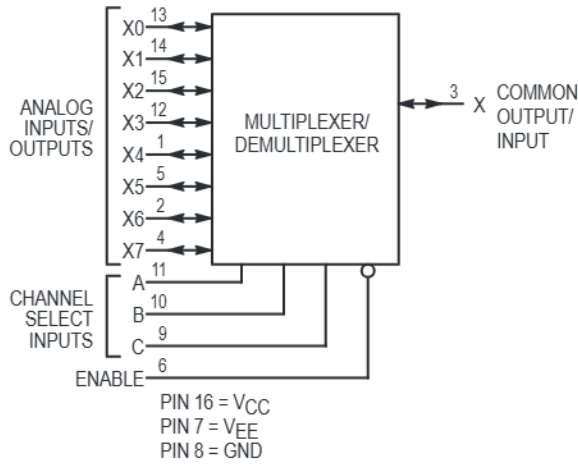 X0 13
X1 14
X2 15
X3 12
X4 1
X5 5
X6 2
X7 4
ANALOG
INPUTS/
OUTPUTS
MULTIPLEXER/
DEMULTIPLEXER
3 X
COMMON
OUTPUT/
INPUT
CHANNEL
SELECT
INPUTS
A 11
B 10
C 9
ENABLE 6
PIN 16 = VCC
PIN 7 = VEE
PIN 8 = GND